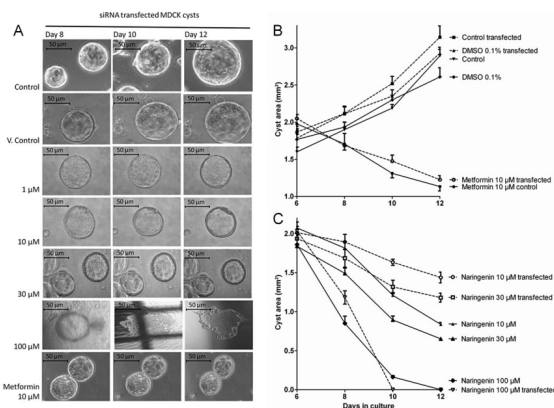 siRNA transfected MDCK cysts
A
Day 8
Day 10
Day 12
50 µm
50 µm
50 µm
Control
50 µm
50 µm
50 µm
V. Control
50 µm
50 µm
50 µm
1 µM
50 µm
50 µm
50 µm
10 µM
50 µm
50 µm
50 µm
30 µM
50 µm
50 µm
50 µm
100 µM
50 µm
50 µm
50 µm
Metformin
10 µM
B
Cyst area (mm²)
3.0
2.5
2.0
1.5
1.0
6
8
10
12
Control transfected
DMSO 0.1% transfected
Control
DMSO 0.1%
Metformin 10 µM transfected
Metformin 10 µM control
C
Cyst area (mm²)
2.0
1.5
1.0
0.5
0.0
6
8
10
12
Days in culture
Naringenin 10 µM transfected
Naringenin 30 µM transfected
Naringenin 10 µM
Naringenin 30 µM
Naringenin 100 µM
Naringenin 100 µM transfected